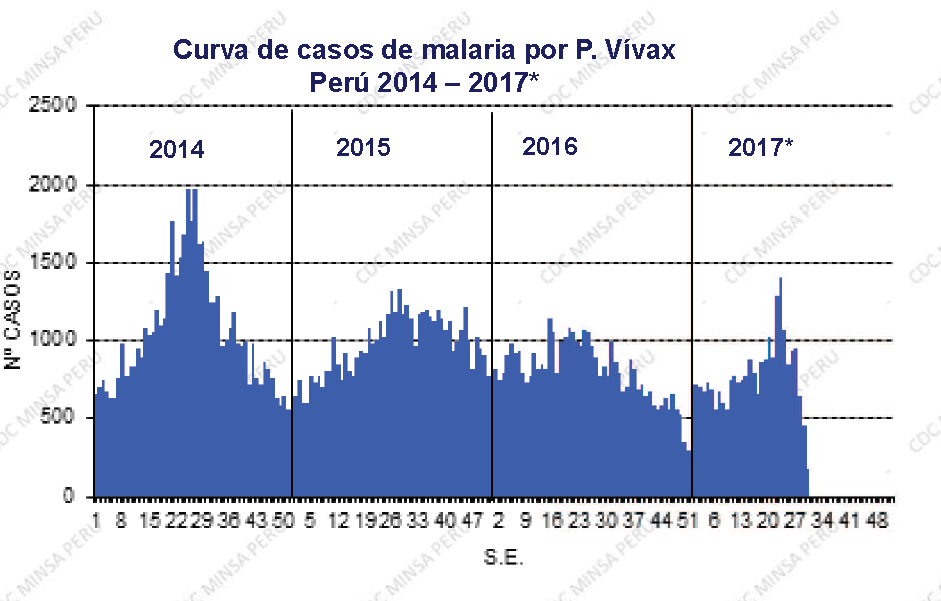 Curva de casos de malaria por P. Vívax
Perú 2014 – 2017*
2500
2014
2015
2016
2017*
2000
1500
1000
500
0
Nº CASOS
1 8 15 22 29 36 43 50 5 12 19 26 33 40 47 2 9 16 23 30 37 44 51 6 13 20 27 34 41 48
S.E.
CDC MINSA PERU